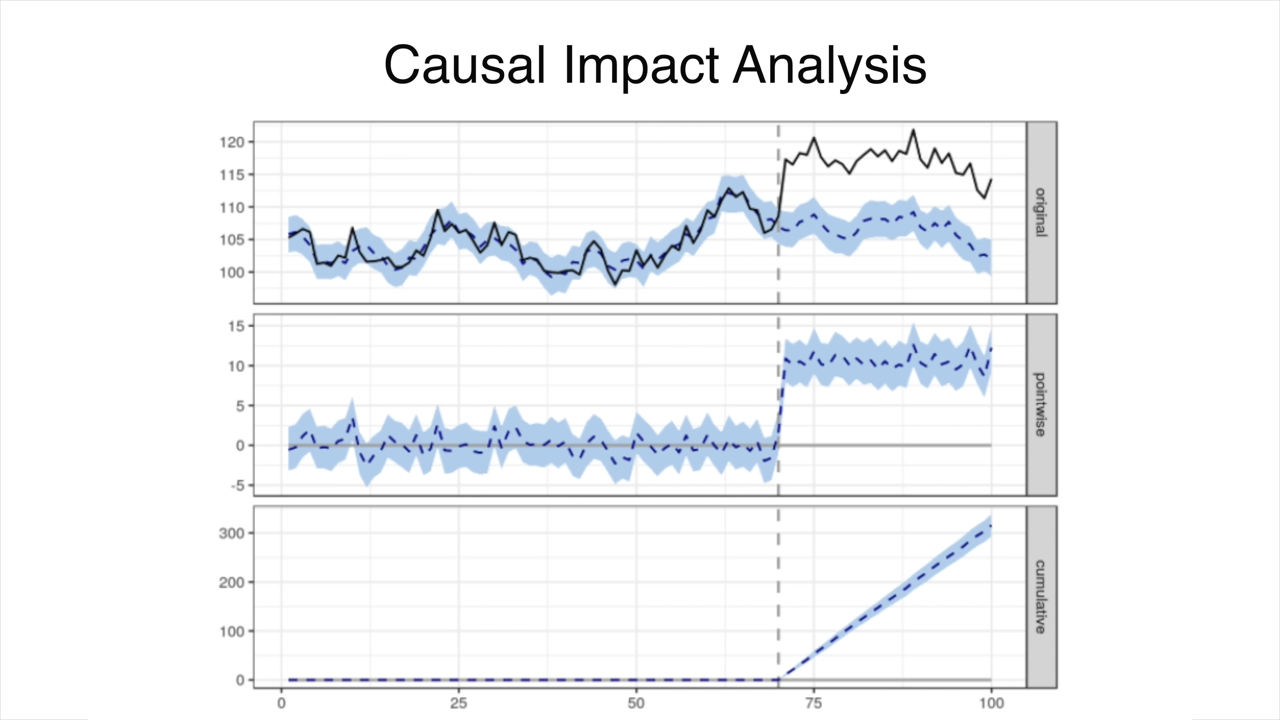 Causal Impact Analysis
120
115
110
105
100
original
15
10
5
0
-5
pointwise
300
200
100
0
cumulative
0 25 50 75 100